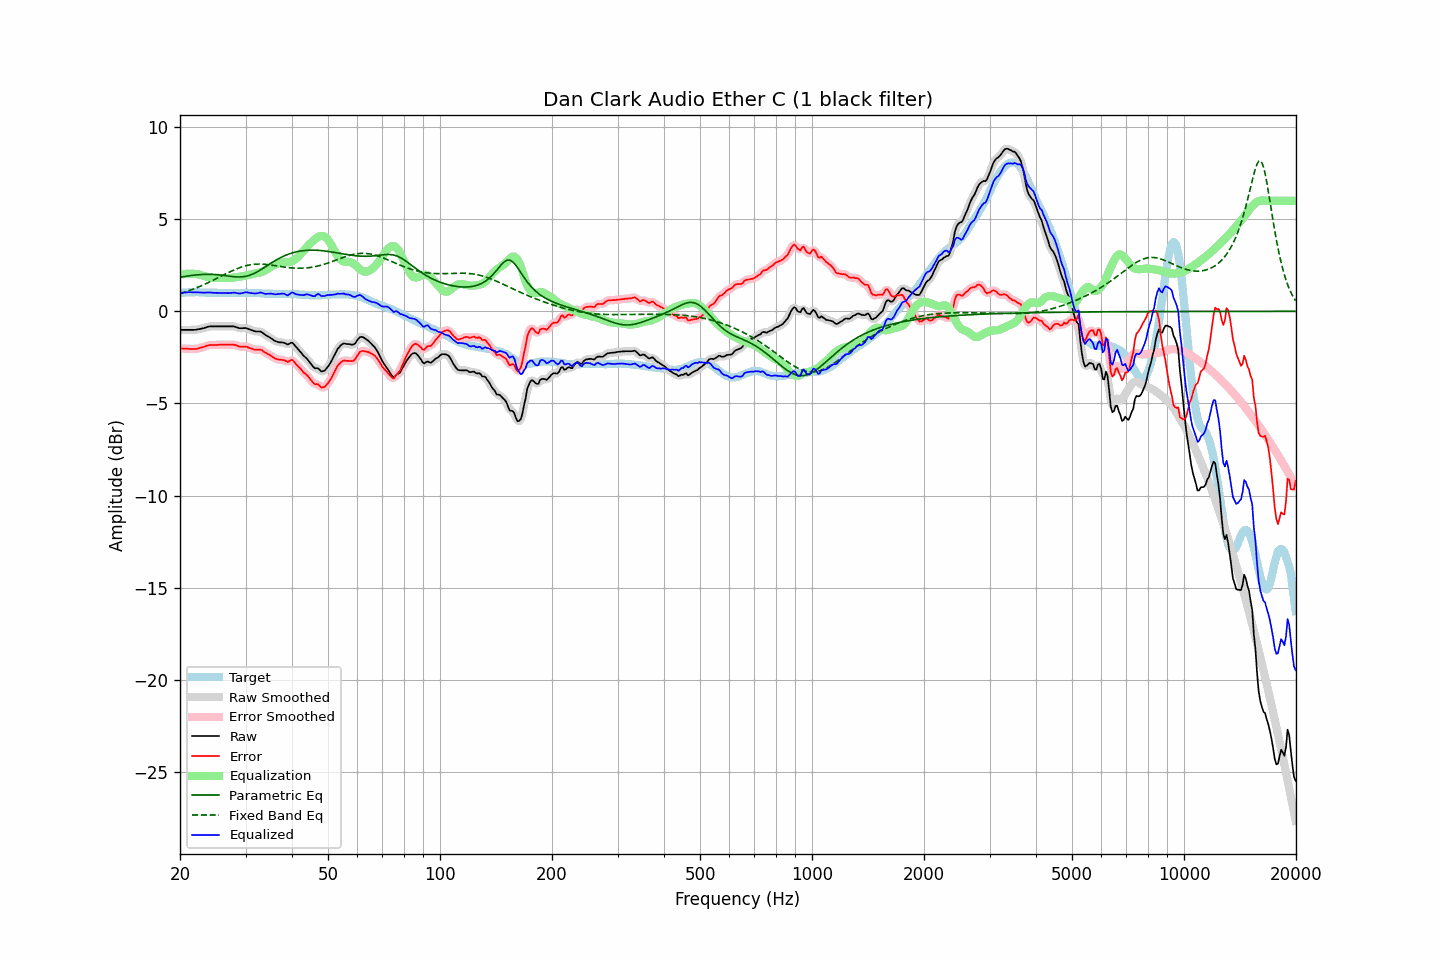 Dan Clark Audio Ether C (1 black filter)
10
5
0
−5
−10
−15
−20
−25
Amplitude (dBr)
Target
Raw Smoothed
Error Smoothed
Raw
Error
Equalization
Parametric Eq
Fixed Band Eq
Equalized
20 50 100 200 500 1000 2000 5000 10000 20000
Frequency (Hz)